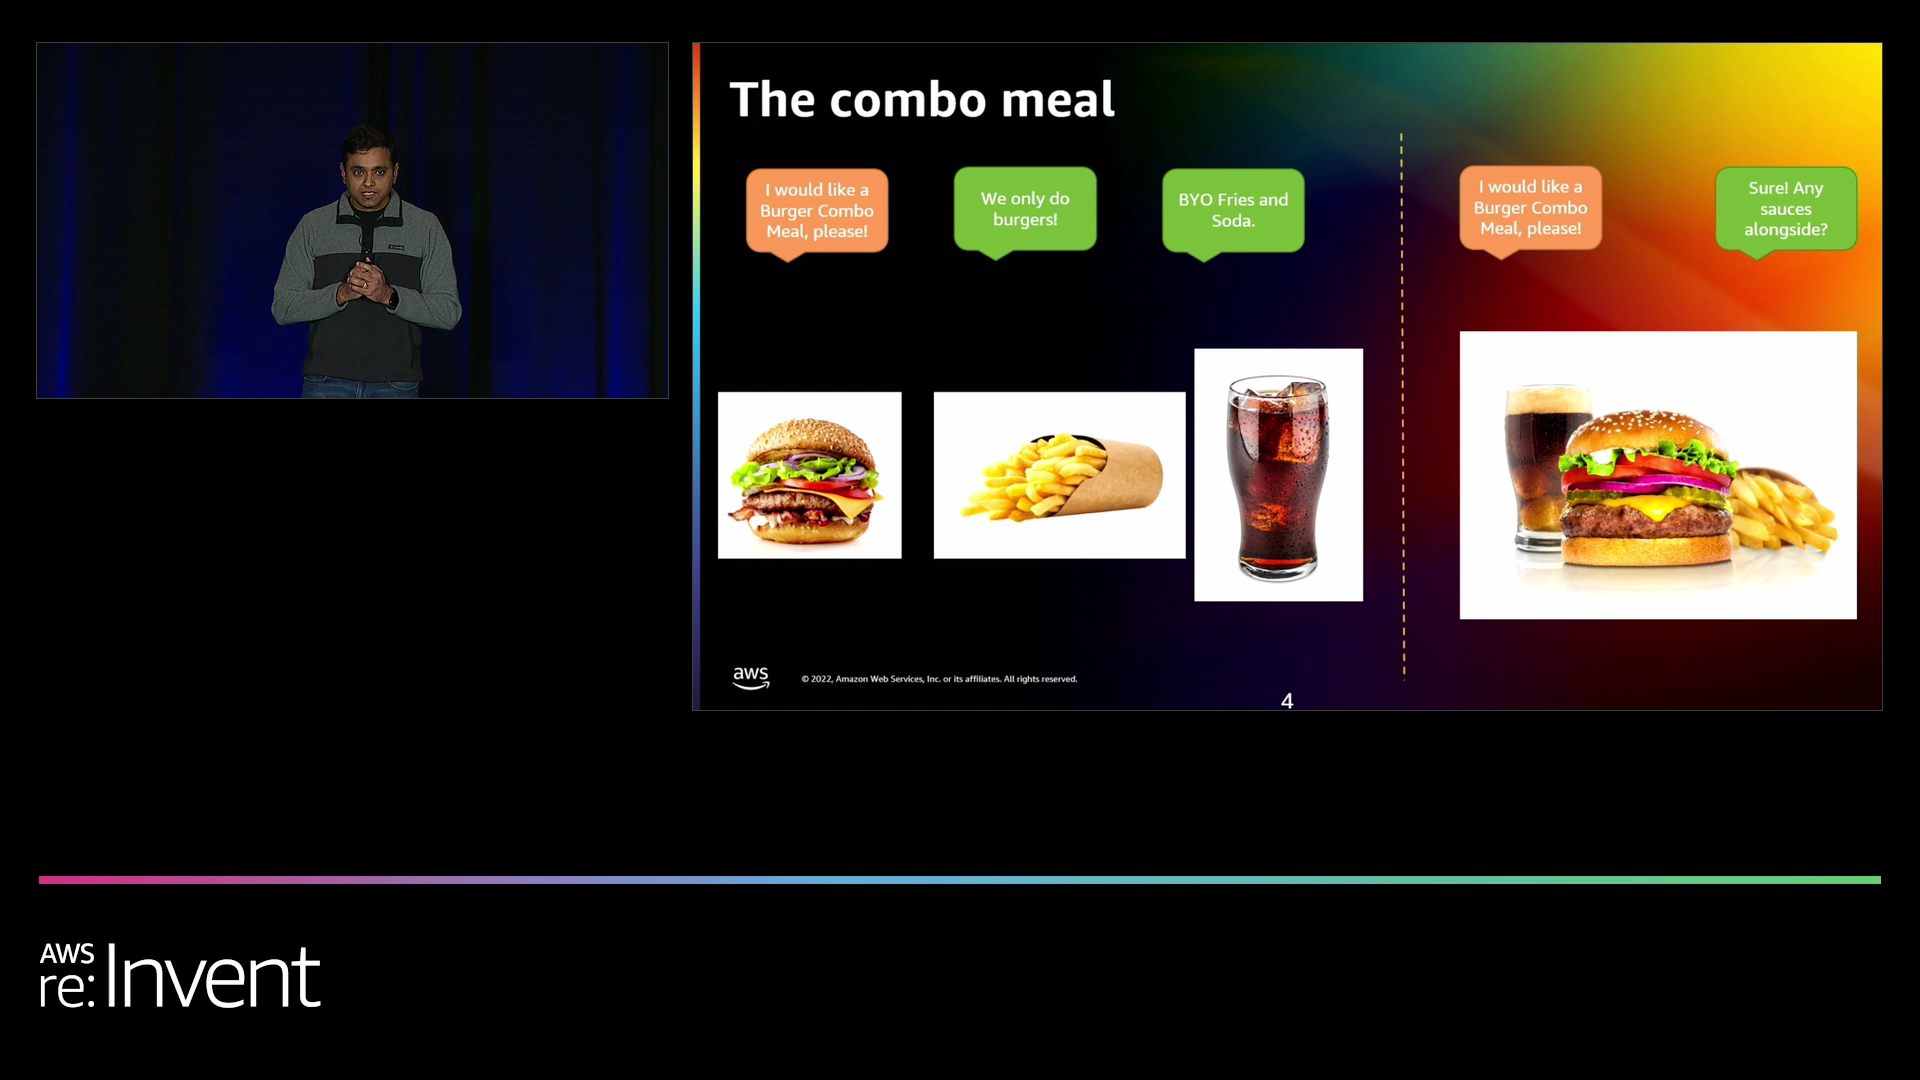 The combo meal
I would like a
Burger Combo
Meal, please!
We only do
burgers!
BYO Fries and
Soda.
I would like a
Burger Combo
Meal, please!
Sure! Any
sauces
alongside?
aws
© 2022, Amazon Web Services, Inc. or its affiliates. All rights reserved.
4
AWS
re:Invent